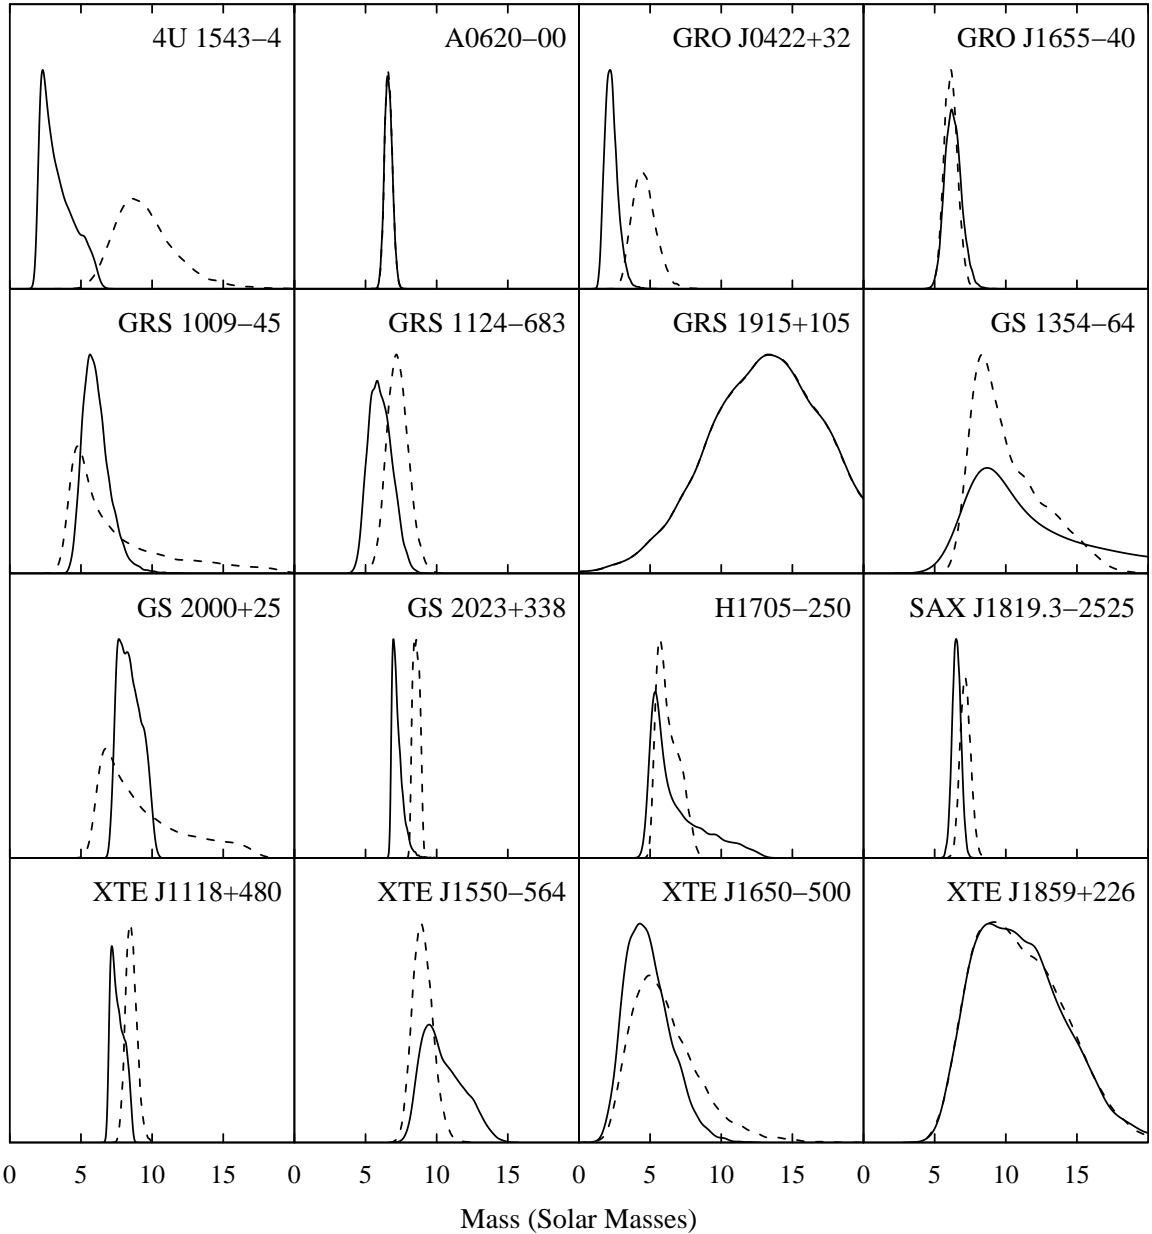 4U 1543−4
A0620−00
GRO J0422+32
GRO J1655−40
GRS 1009−45
GRS 1124−683
GRS 1915+105
GS 1354−64
GS 2000+25
GS 2023+338
H1705−250
SAX J1819.3−2525
XTE J1118+480
XTE J1550−564
XTE J1650−500
XTE J1859+226
0 5 10 15 0 5 10 15 0 5 10 15 0 5 10 15
Mass (Solar Masses)